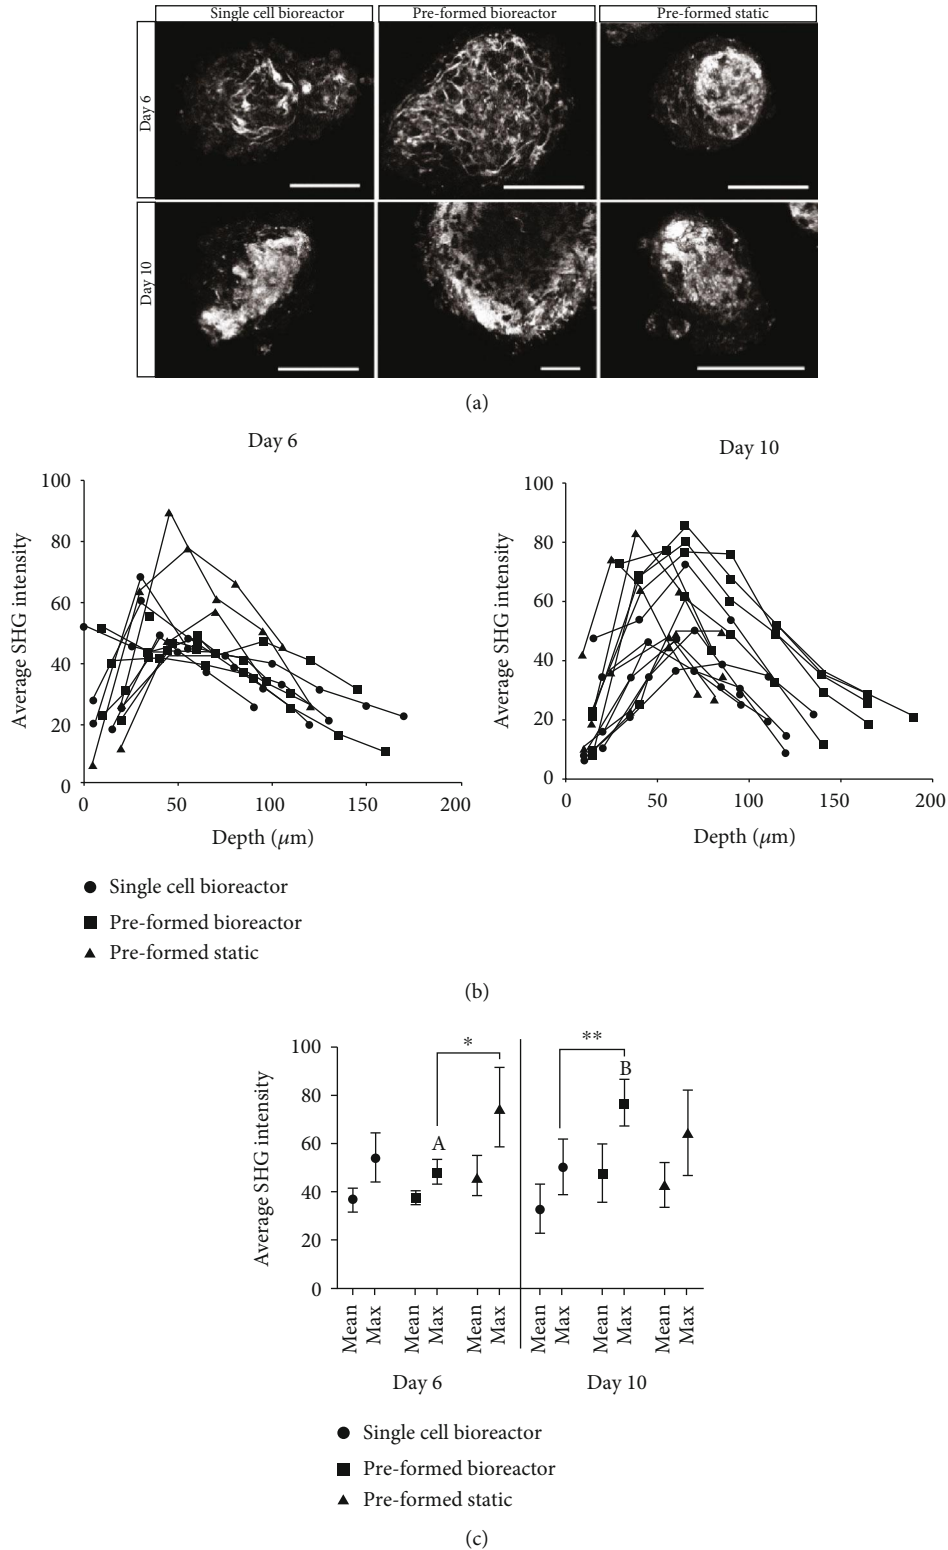 Single cell bioreactor
Pre-formed bioreactor
Pre-formed static
Day 6
Day 10
(a)
Day 6
Average SHG intensity
100
80
60
40
20
0
0 50 100 150 200
Depth (μm)
Day 10
Average SHG intensity
100
80
60
40
20
0
0 50 100 150 200
Depth (μm)
Single cell bioreactor
Pre-formed bioreactor
Pre-formed static
(b)
Average SHG intensity
100
80
60
40
20
0
A
*
B
**
Mean Max Mean Max Mean Max Mean Max Mean Max Mean Max
Day 6 Day 10
Single cell bioreactor
Pre-formed bioreactor
Pre-formed static
(c)